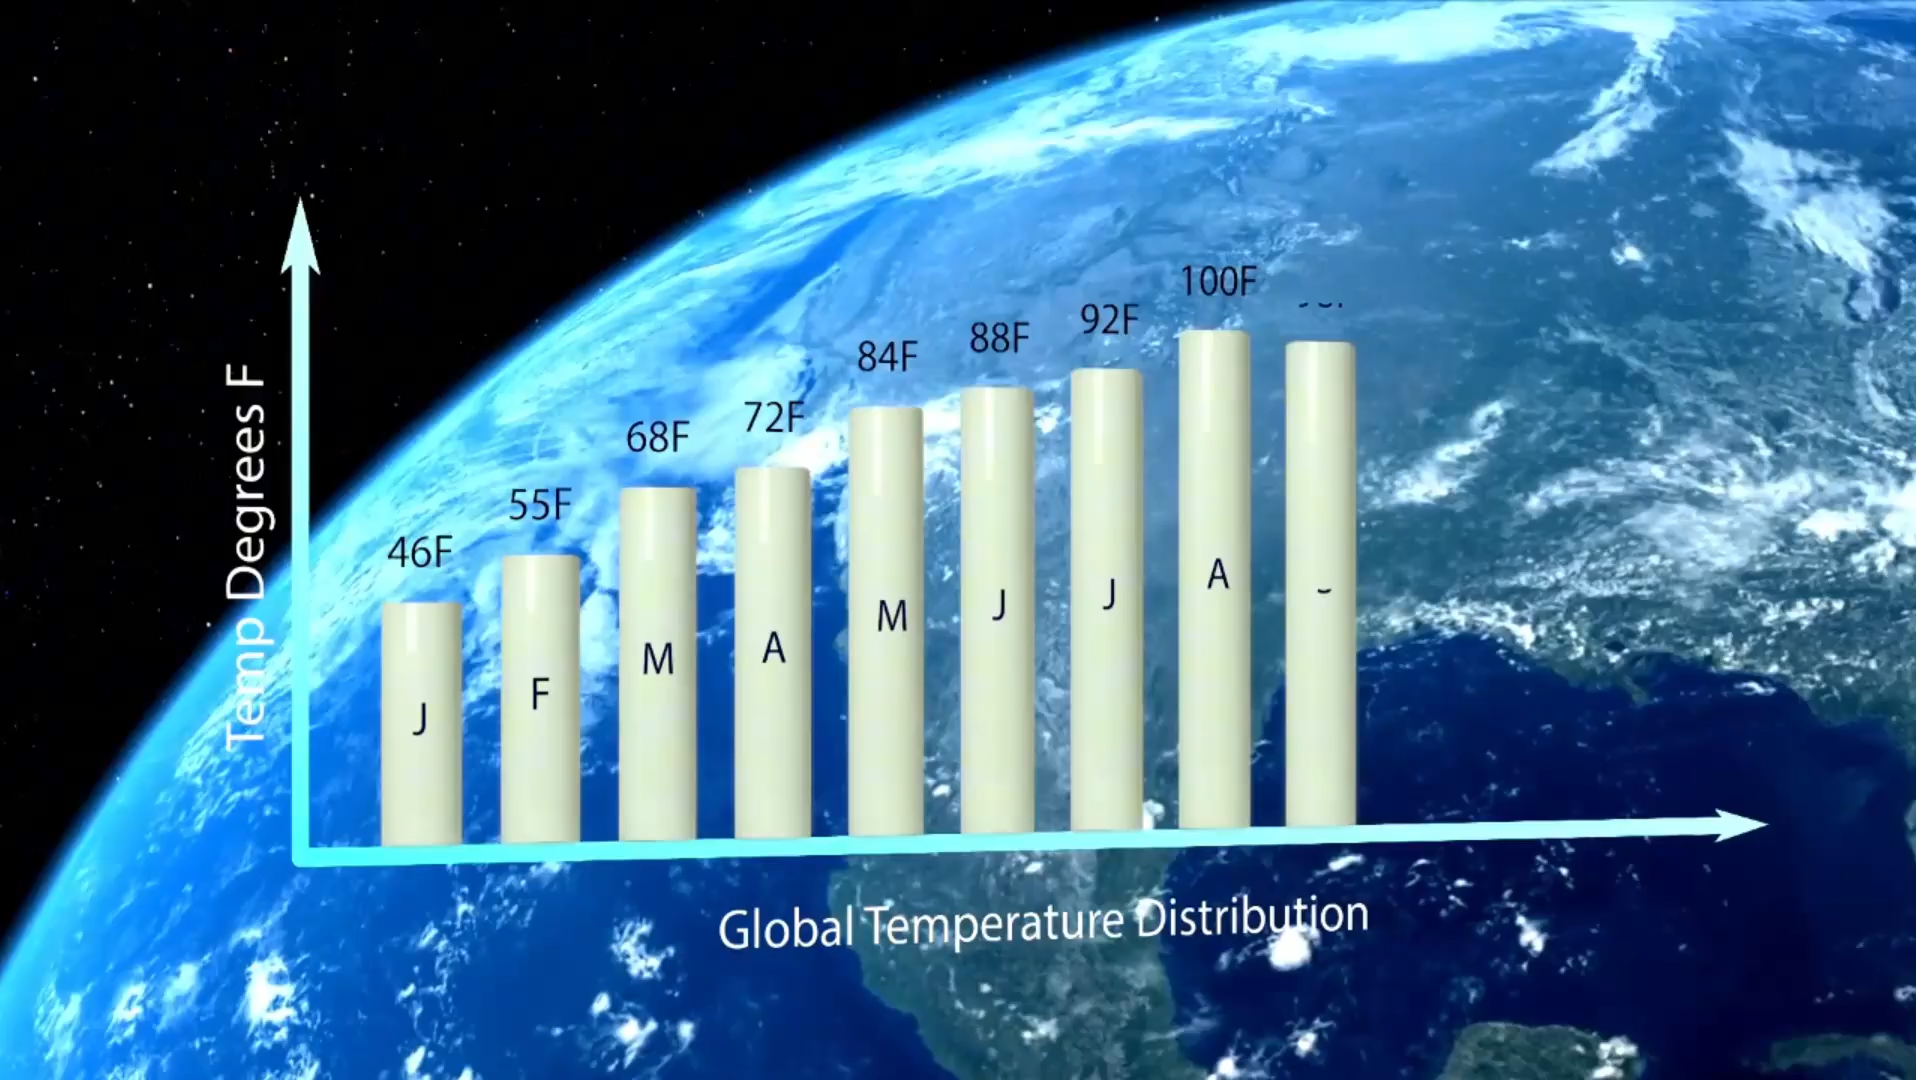 100F
92F
88F
84F
72F
68F
55F
46F
Temp Degrees F
J
F
M
A
M
J
J
A
Global Temperature Distribution